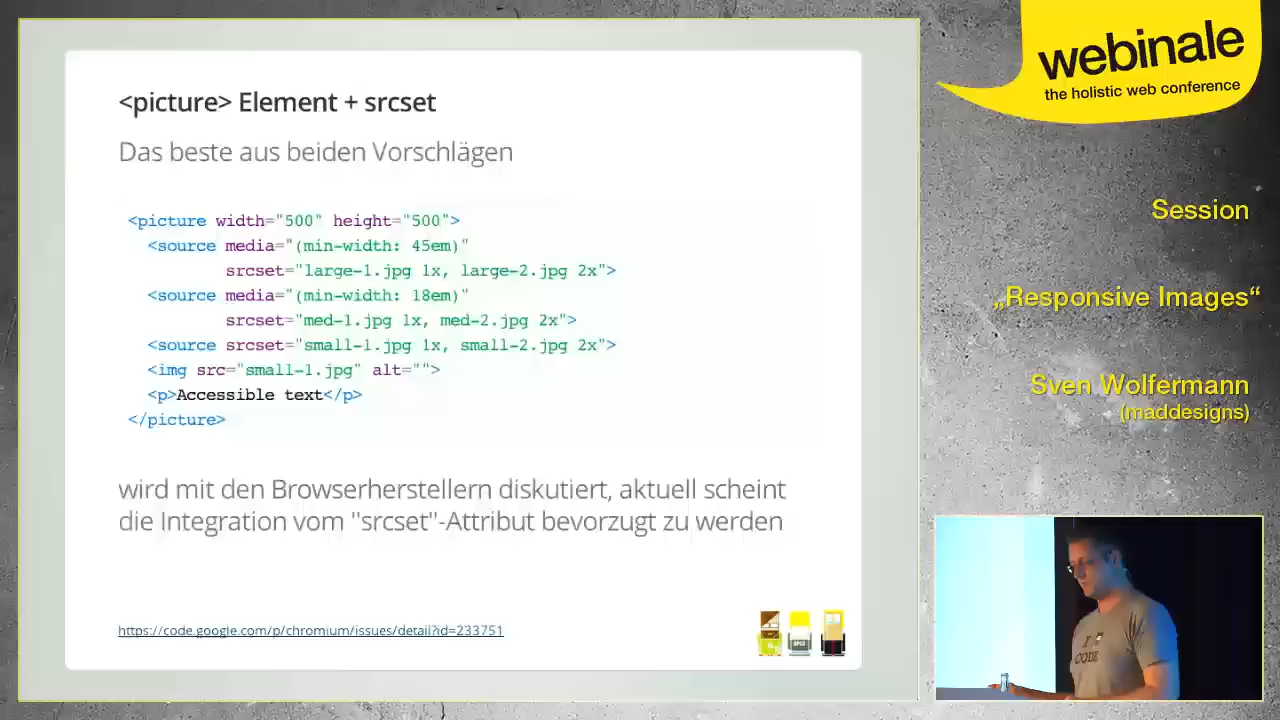 <picture> Element + srcset
Das beste aus beiden Vorschlägen
<picture width="500" height="500">
<source media="(min-width: 45em)"
srcset="large-1.jpg 1x, large-2.jpg 2x">
<source media="(min-width: 18em)"
srcset="med-1.jpg 1x, med-2.jpg 2x">
<source srcset="small-1.jpg 1x, small-2.jpg 2x">
<img src="small-1.jpg" alt="">
<p>Accessible text</p>
</picture>
wird mit den Browserherstellern diskutiert, aktuell scheint
die Integration vom "srcset"-Attribut bevorzugt zu werden
https://code.google.com/p/chromium/issues/detail?id=233751
webinale
the holistic web conference
Session
„Responsive Images“
Sven Wolfermann
(maddesigns)
I
CODE